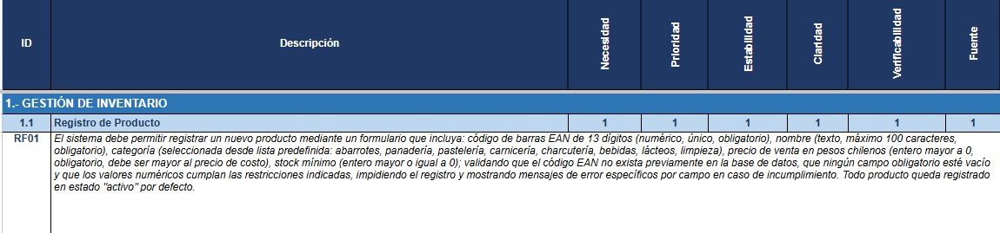 ID Descripción Necesidad Prioridad Estabilidad Claridad Verificabilidad Fuente
1.- GESTIÓN DE INVENTARIO
1.1 Registro de Producto 1 1 1 1 1 1
RF01 El sistema debe permitir registrar un nuevo producto mediante un formulario que incluya: código de barras EAN de 13 dígitos (numérico, único, obligatorio), nombre (texto, máximo 100 caracteres,
obligatorio), categoría (seleccionada desde lista predefinida: abarrotes, panadería, pastelería, carnicería, charcutería, bebidas, lácteos, limpieza), precio de venta en pesos chilenos (entero mayor a 0,
obligatorio, debe ser mayor al precio de costo), stock mínimo (entero mayor o igual a 0); validando que el código EAN no exista previamente en la base de datos, que ningún campo obligatorio esté vacío
y que los valores numéricos cumplan las restricciones indicadas, impidiendo el registro y mostrando mensajes de error específicos por campo en caso de incumplimiento. Todo producto queda registrado
en estado "activo" por defecto.